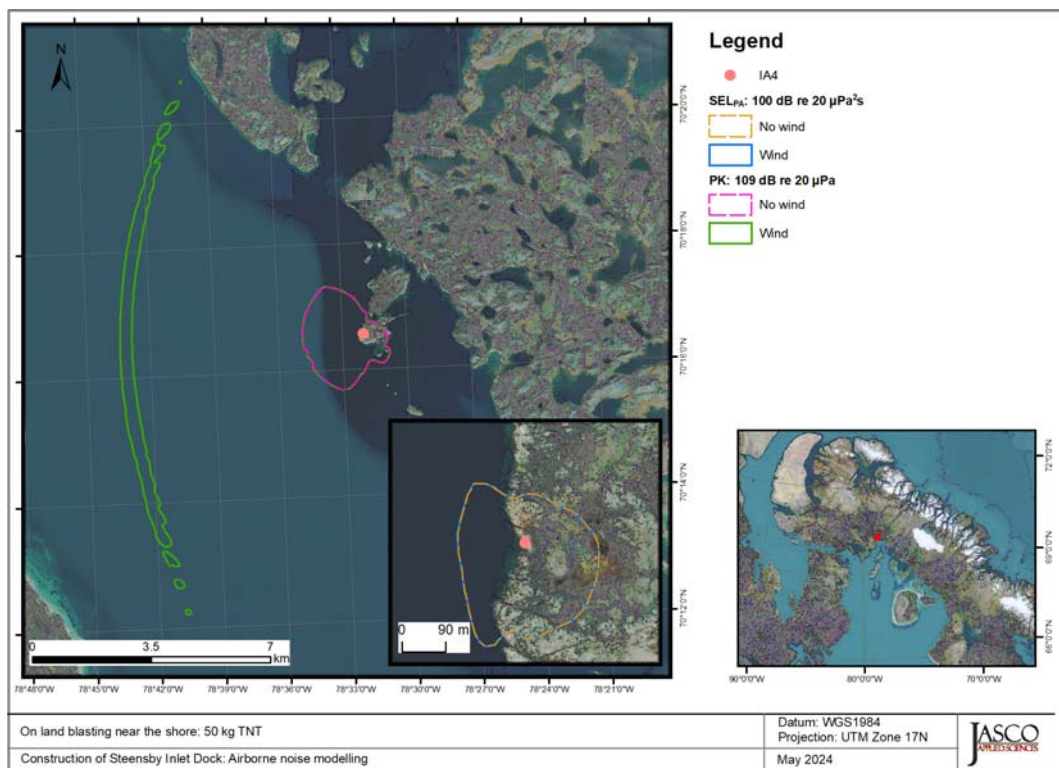 N
70°20'0"N
70°18'0"N
70°16'0"N
70°14'0"N
70°12'0"N
0 90 m
0 3.5 7
km
78°48'0"W 78°45'0"W 78°42'0"W 78°39'0"W 78°36'0"W 78°33'0"W 78°30'0"W 78°27'0"W 78°24'0"W 78°21'0"W
Legend
IA4
SELPA: 100 dB re 20 µPa²s
No wind
Wind
PK: 109 dB re 20 µPa
No wind
Wind
72°0'0"N
69°0'0"N
66°0'0"N
90°0'0"W 80°0'0"W 70°0'0"W
On land blasting near the shore: 50 kg TNT
Construction of Steensby Inlet Dock: Airborne noise modelling
Datum: WGS1984
Projection: UTM Zone 17N
May 2024
JASCO
APPLIED SCIENCES